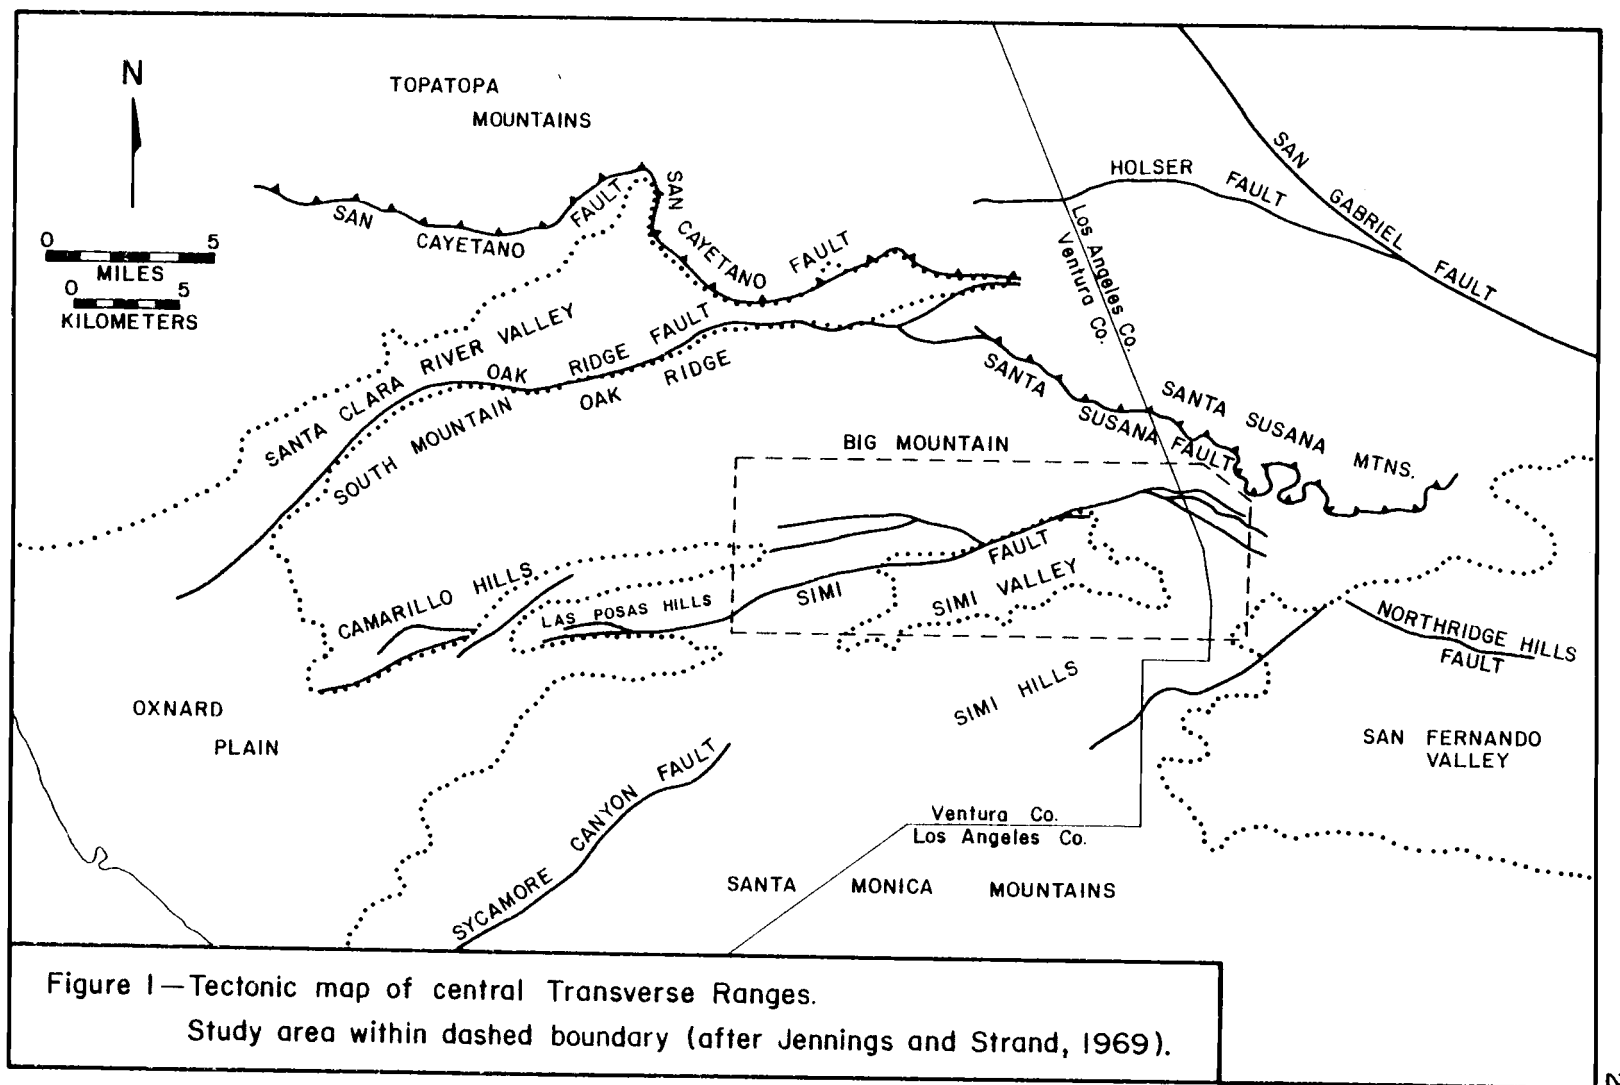 N
TOPATOPA
MOUNTAINS
0 5
MILES
0 5
KILOMETERS
SAN CAYETANO FAULT
SAN CAYETANO FAULT
HOLSER FAULT
SAN GABRIEL FAULT
Los Angeles Co.
Ventura Co.
SANTA CLARA RIVER VALLEY
OAK RIDGE FAULT
OAK RIDGE
SOUTH MOUNTAIN
SANTA SUSANA FAULT
SANTA SUSANA MTNS.
BIG MOUNTAIN
CAMARILLO HILLS
LAS POSAS HILLS
SIMI FAULT
SIMI VALLEY
NORTHRIDGE HILLS
FAULT
SIMI HILLS
OXNARD
PLAIN
SAN FERNANDO
VALLEY
SYCAMORE CANYON FAULT
Ventura Co.
Los Angeles Co.
SANTA MONICA MOUNTAINS
Figure 1—Tectonic map of central Transverse Ranges.
Study area within dashed boundary (after Jennings and Strand, 1969).